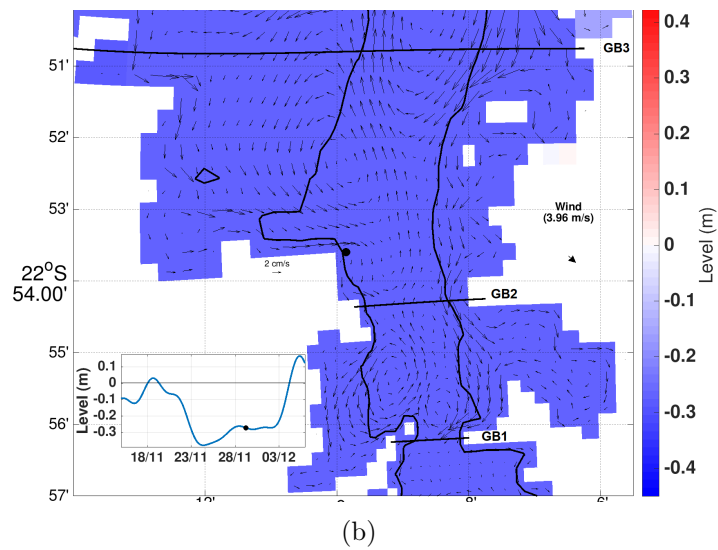 51'
GB3
52'
53'
Wind
(3.96 m/s)
2 cm/s
22°S
54.00'
GB2
55'
56'
GB1
57'
8'
6'
Level (m)
0.1
0
-0.1
-0.2
-0.3
18/11
23/11
28/11
03/12
0.4
0.3
0.2
0.1
0
-0.1
-0.2
-0.3
-0.4
Level (m)
(b)